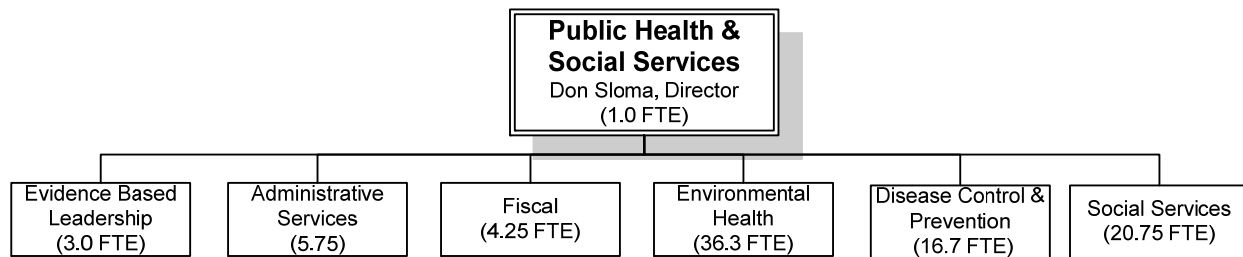 Public Health &
Social Services
Don Sloma, Director
(1.0 FTE)
Evidence Based
Leadership
(3.0 FTE)
Administrative
Services
(5.75)
Fiscal
(4.25 FTE)
Environmental
Health
(36.3 FTE)
Disease Control &
Prevention
(16.7 FTE)
Social Services
(20.75 FTE)